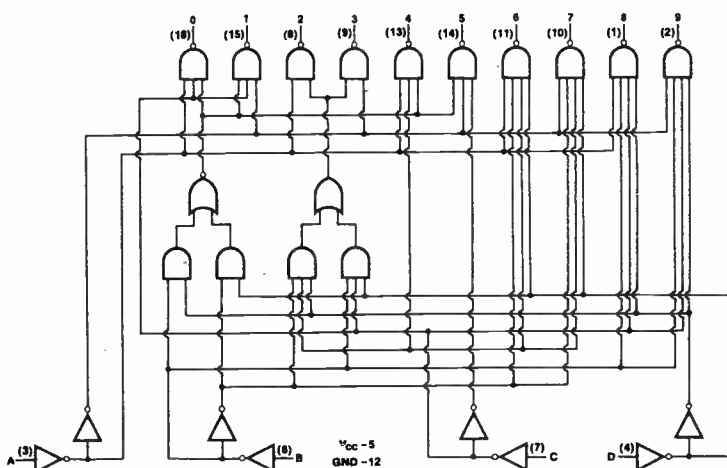 0 1 2 3 4 5 6 7 8 9
(16) (15) (8) (9) (13) (14) (11) (10) (1) (2)
A (3) (6) B (7) C D (4)
VCC - 5
GND - 12